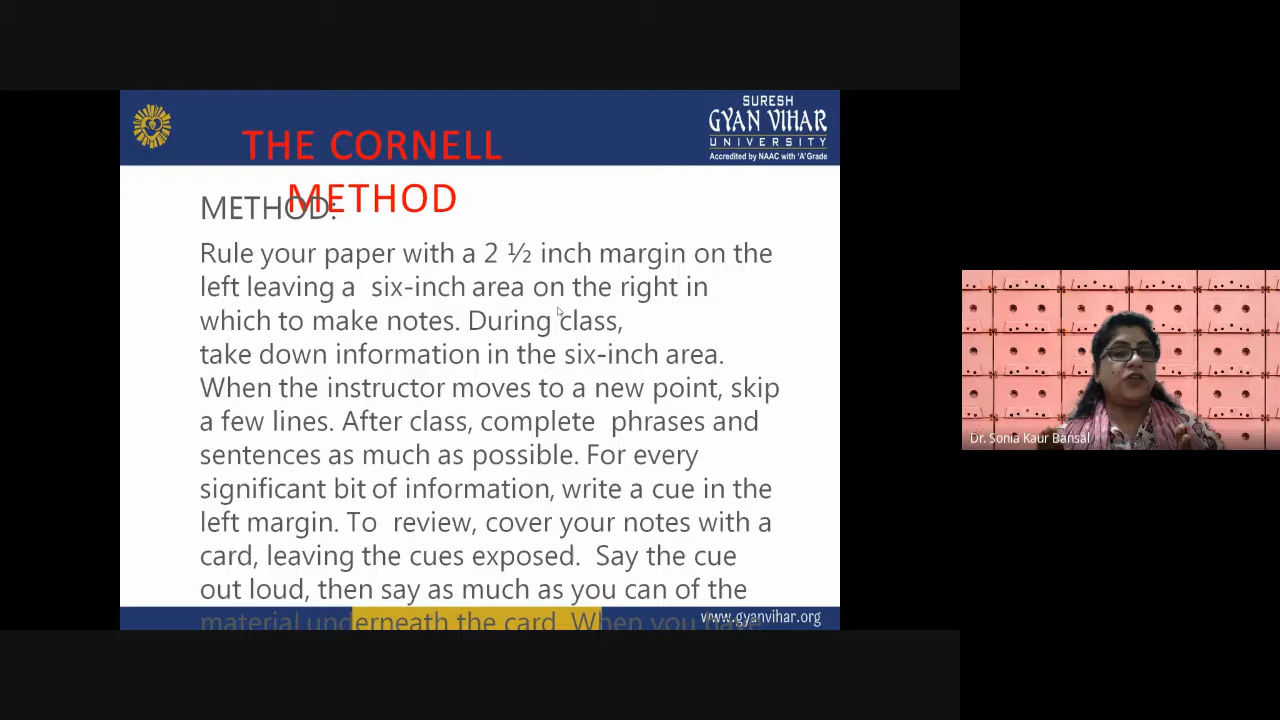 SURESH
GYAN VIHAR
UNIVERSITY
Accredited by NAAC with 'A' Grade
THE CORNELL
METHOD
METHOD:
Rule your paper with a 2 ½ inch margin on the
left leaving a six-inch area on the right in
which to make notes. During class,
take down information in the six-inch area.
When the instructor moves to a new point, skip
a few lines. After class, complete phrases and
sentences as much as possible. For every
significant bit of information, write a cue in the
left margin. To review, cover your notes with a
card, leaving the cues exposed. Say the cue
out loud, then say as much as you can of the
material underneath the card. When you have
www.gyanvihar.org
Dr. Sonia Kaur Bansal